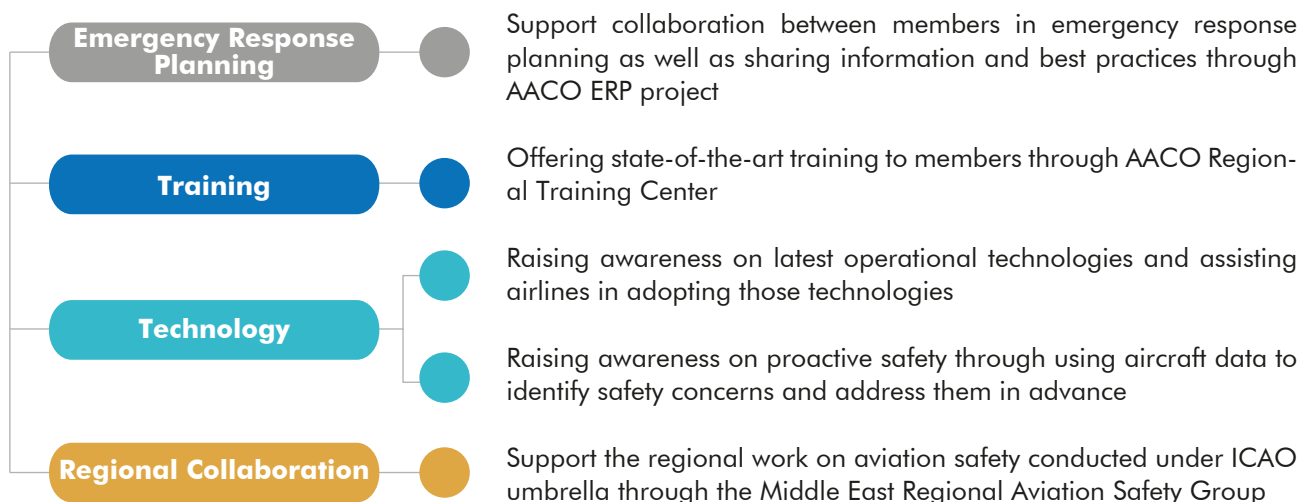 Emergency Response
Planning
Support collaboration between members in emergency response
planning as well as sharing information and best practices through
AACO ERP project
Training
Offering state-of-the-art training to members through AACO Region-
al Training Center
Technology
Raising awareness on latest operational technologies and assisting
airlines in adopting those technologies
Raising awareness on proactive safety through using aircraft data to
identify safety concerns and address them in advance
Regional Collaboration
Support the regional work on aviation safety conducted under ICAO
umbrella through the Middle East Regional Aviation Safety Group